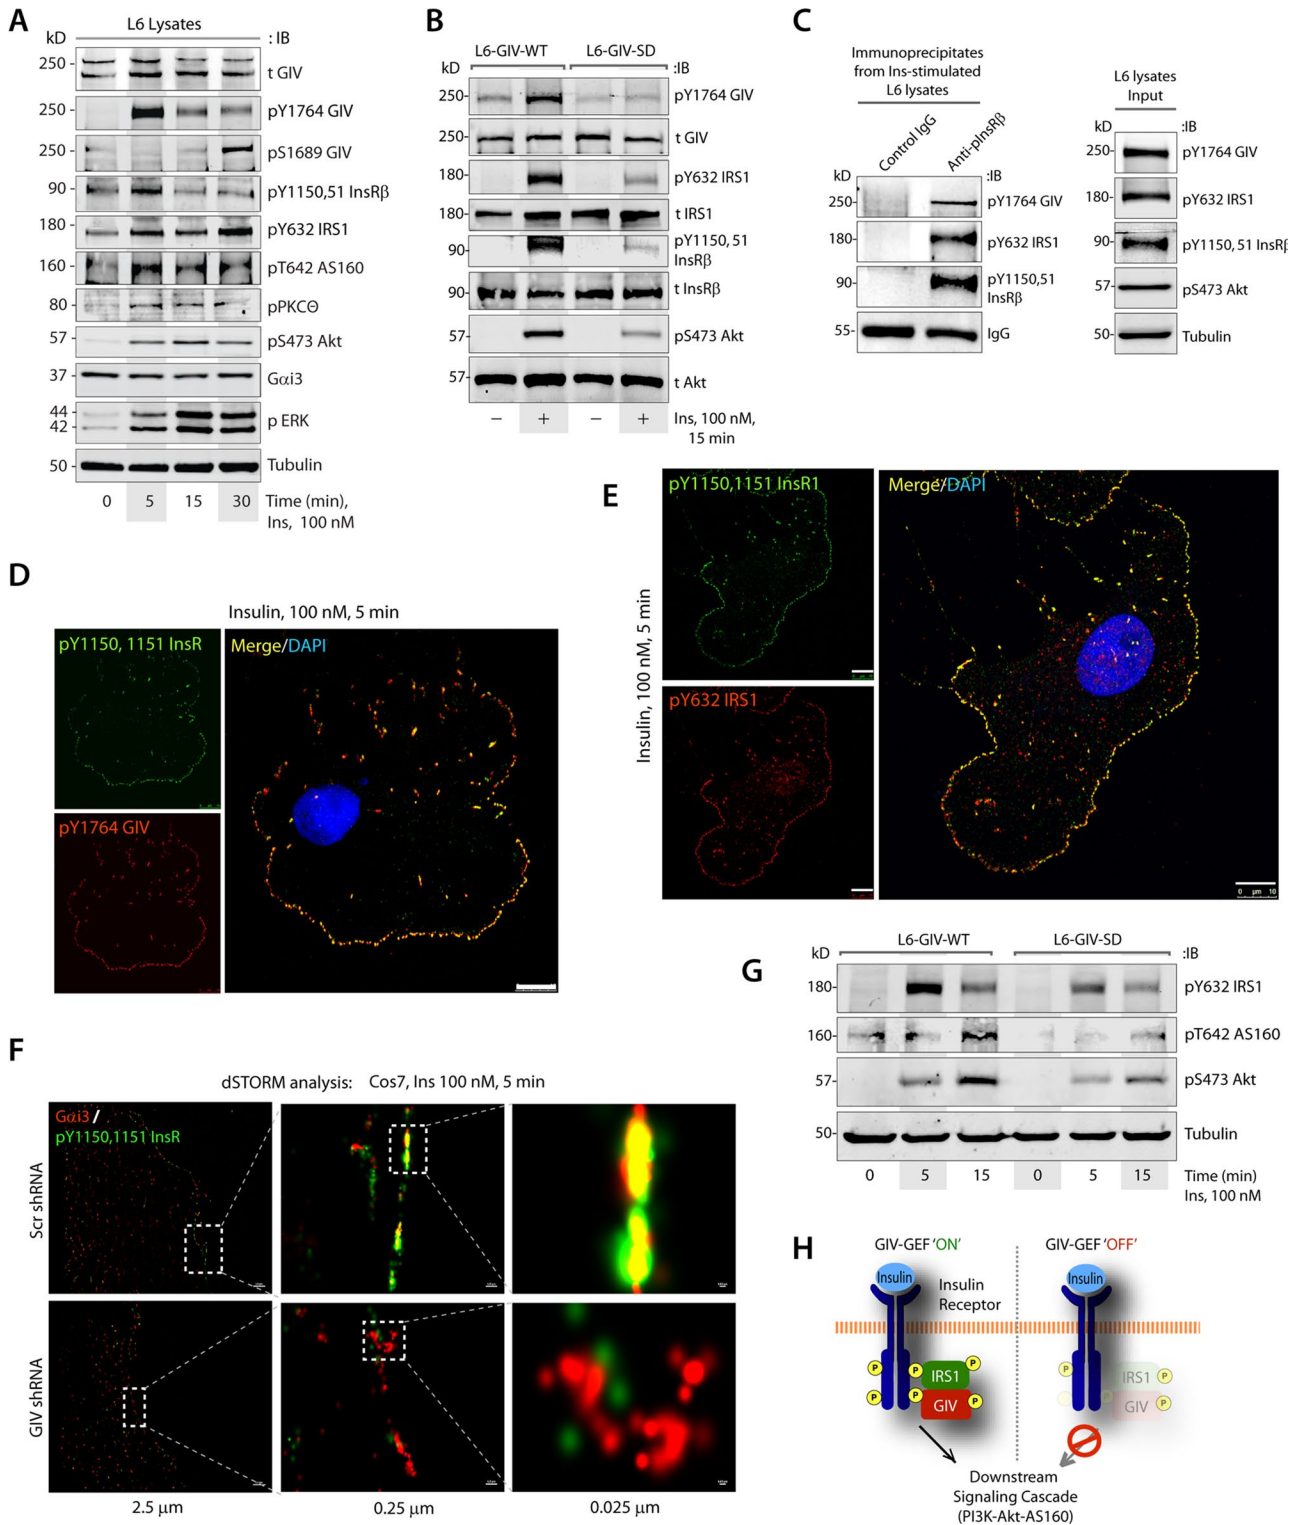 A
L6 Lysates
kD
: IB
250
t GIV
250
pY1764 GIV
250
pS1689 GIV
90
pY1150,51 InsRβ
180
pY632 IRS1
160
pT642 AS160
80
pPKCΘ
57
pS473 Akt
37
Gαi3
44
42
p ERK
50
Tubulin
0 5 15 30
Time (min),
Ins, 100 nM
B
L6-GIV-WT L6-GIV-SD
kD
:IB
250
pY1764 GIV
250
t GIV
180
pY632 IRS1
180
t IRS1
90
pY1150,51
InsRβ
90
t InsRβ
57
pS473 Akt
57
t Akt
− + − +
Ins, 100 nM,
15 min
C
Immunoprecipitates
from Ins-stimulated
L6 lysates
Control IgG
Anti-pInsRβ
kD
:IB
250
pY1764 GIV
180
pY632 IRS1
90
pY1150,51
InsRβ
55
IgG
L6 lysates
Input
kD
:IB
250
pY1764 GIV
180
pY632 IRS1
90
pY1150, 51 InsRβ
57
pS473 Akt
50
Tubulin
D
Insulin, 100 nM, 5 min
pY1150, 1151 InsR
pY1764 GIV
Merge/DAPI
E
Insulin, 100 nM, 5 min
pY1150,1151 InsR1
pY632 IRS1
Merge/DAPI
0 µm 10
F
dSTORM analysis: Cos7, Ins 100 nM, 5 min
Gαi3 /
pY1150,1151 InsR
Scr shRNA
GIV shRNA
2.5 µm
0.25 µm
0.025 µm
G
L6-GIV-WT L6-GIV-SD
kD
:IB
180
pY632 IRS1
160
pT642 AS160
57
pS473 Akt
50
Tubulin
0 5 15 0 5 15
Time (min)
Ins, 100 nM
H
GIV-GEF 'ON'
GIV-GEF 'OFF'
Insulin
Insulin
Insulin
Receptor
P
P
P
P
P
P
IRS1
GIV
P
P
P
P
P
IRS1
GIV
Downstream
Signaling Cascade
(PI3K-Akt-AS160)